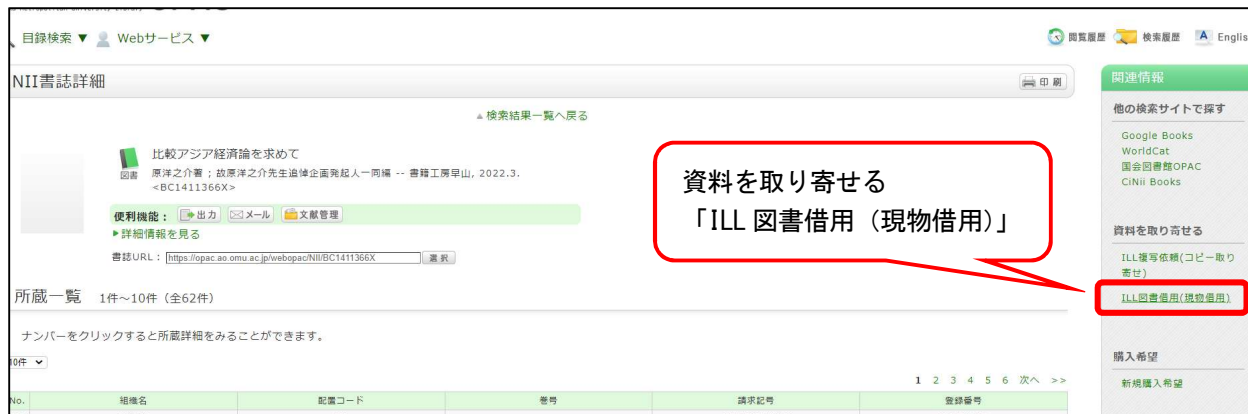 目録検索 ▼ Webサービス ▼
閲覧履歴 検索履歴 A Englis
NII書誌詳細
印刷
▲検索結果一覧へ戻る
図書
比較アジア経済論を求めて
原洋之介著 ; 故原洋之介先生追悼企画発起人一同編 -- 書籍工房早山, 2022.3.
<BC1411366X>
便利機能： 出力 メール 文献管理
▶詳細情報を見る
書誌URL： https://opac.ao.omu.ac.jp/webopac/NII/BC1411366X 選択
所蔵一覧 1件～10件（全62件）
ナンバーをクリックすると所蔵詳細をみることができます。
10件
1 2 3 4 5 6 次へ >>
No. 組織名 配置コード 巻号 請求記号 登録番号
資料を取り寄せる
「ILL 図書借用（現物借用）」
関連情報
他の検索サイトで探す
Google Books
WorldCat
国会図書館OPAC
CiNii Books
資料を取り寄せる
ILL複写依頼(コピー取り
寄せ)
ILL図書借用(現物借用)
購入希望
新規購入希望